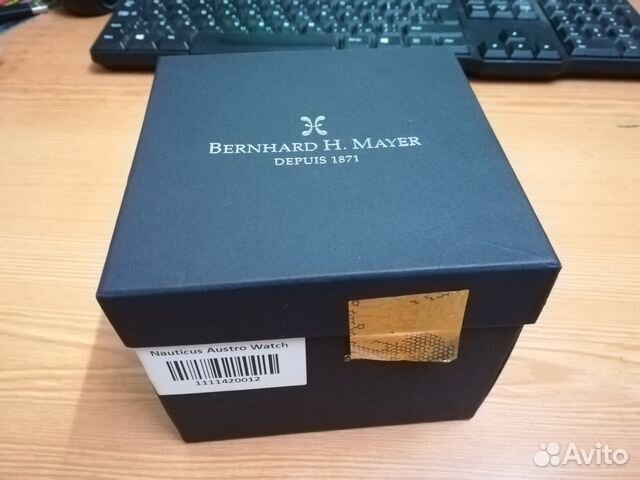 BERNHARD H. MAYER
DEPUIS 1871
Nauticus Austro Watch
1111420012
Avito